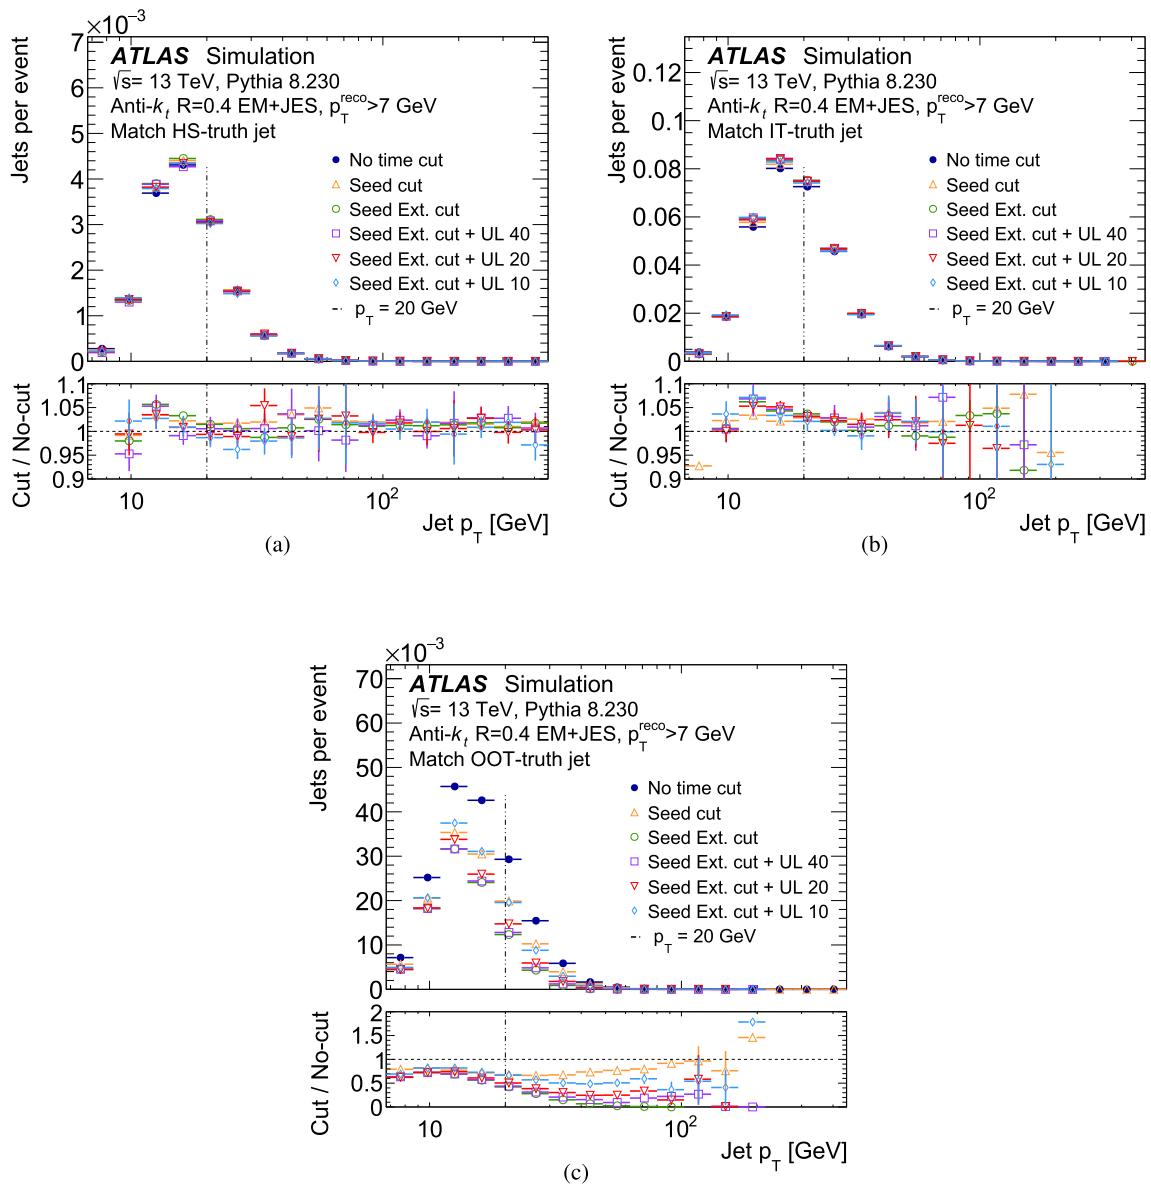 ×10⁻³
Jets per event
7
6
5
4
3
2
1
0
ATLAS Simulation
√s= 13 TeV, Pythia 8.230
Anti-kₜ R=0.4 EM+JES, p_T^reco>7 GeV
Match HS-truth jet
No time cut
Seed cut
Seed Ext. cut
Seed Ext. cut + UL 40
Seed Ext. cut + UL 20
Seed Ext. cut + UL 10
p_T = 20 GeV
Cut / No-cut
1.1
1.05
1
0.95
0.9
10
10²
Jet p_T [GeV]
(a)
Jets per event
0.12
0.1
0.08
0.06
0.04
0.02
0
ATLAS Simulation
√s= 13 TeV, Pythia 8.230
Anti-kₜ R=0.4 EM+JES, p_T^reco>7 GeV
Match IT-truth jet
No time cut
Seed cut
Seed Ext. cut
Seed Ext. cut + UL 40
Seed Ext. cut + UL 20
Seed Ext. cut + UL 10
p_T = 20 GeV
Cut / No-cut
1.1
1.05
1
0.95
0.9
10
10²
Jet p_T [GeV]
(b)
×10⁻³
Jets per event
70
60
50
40
30
20
10
0
ATLAS Simulation
√s= 13 TeV, Pythia 8.230
Anti-kₜ R=0.4 EM+JES, p_T^reco>7 GeV
Match OOT-truth jet
No time cut
Seed cut
Seed Ext. cut
Seed Ext. cut + UL 40
Seed Ext. cut + UL 20
Seed Ext. cut + UL 10
p_T = 20 GeV
Cut / No-cut
2
1.5
1
0.5
0
10
10²
Jet p_T [GeV]
(c)